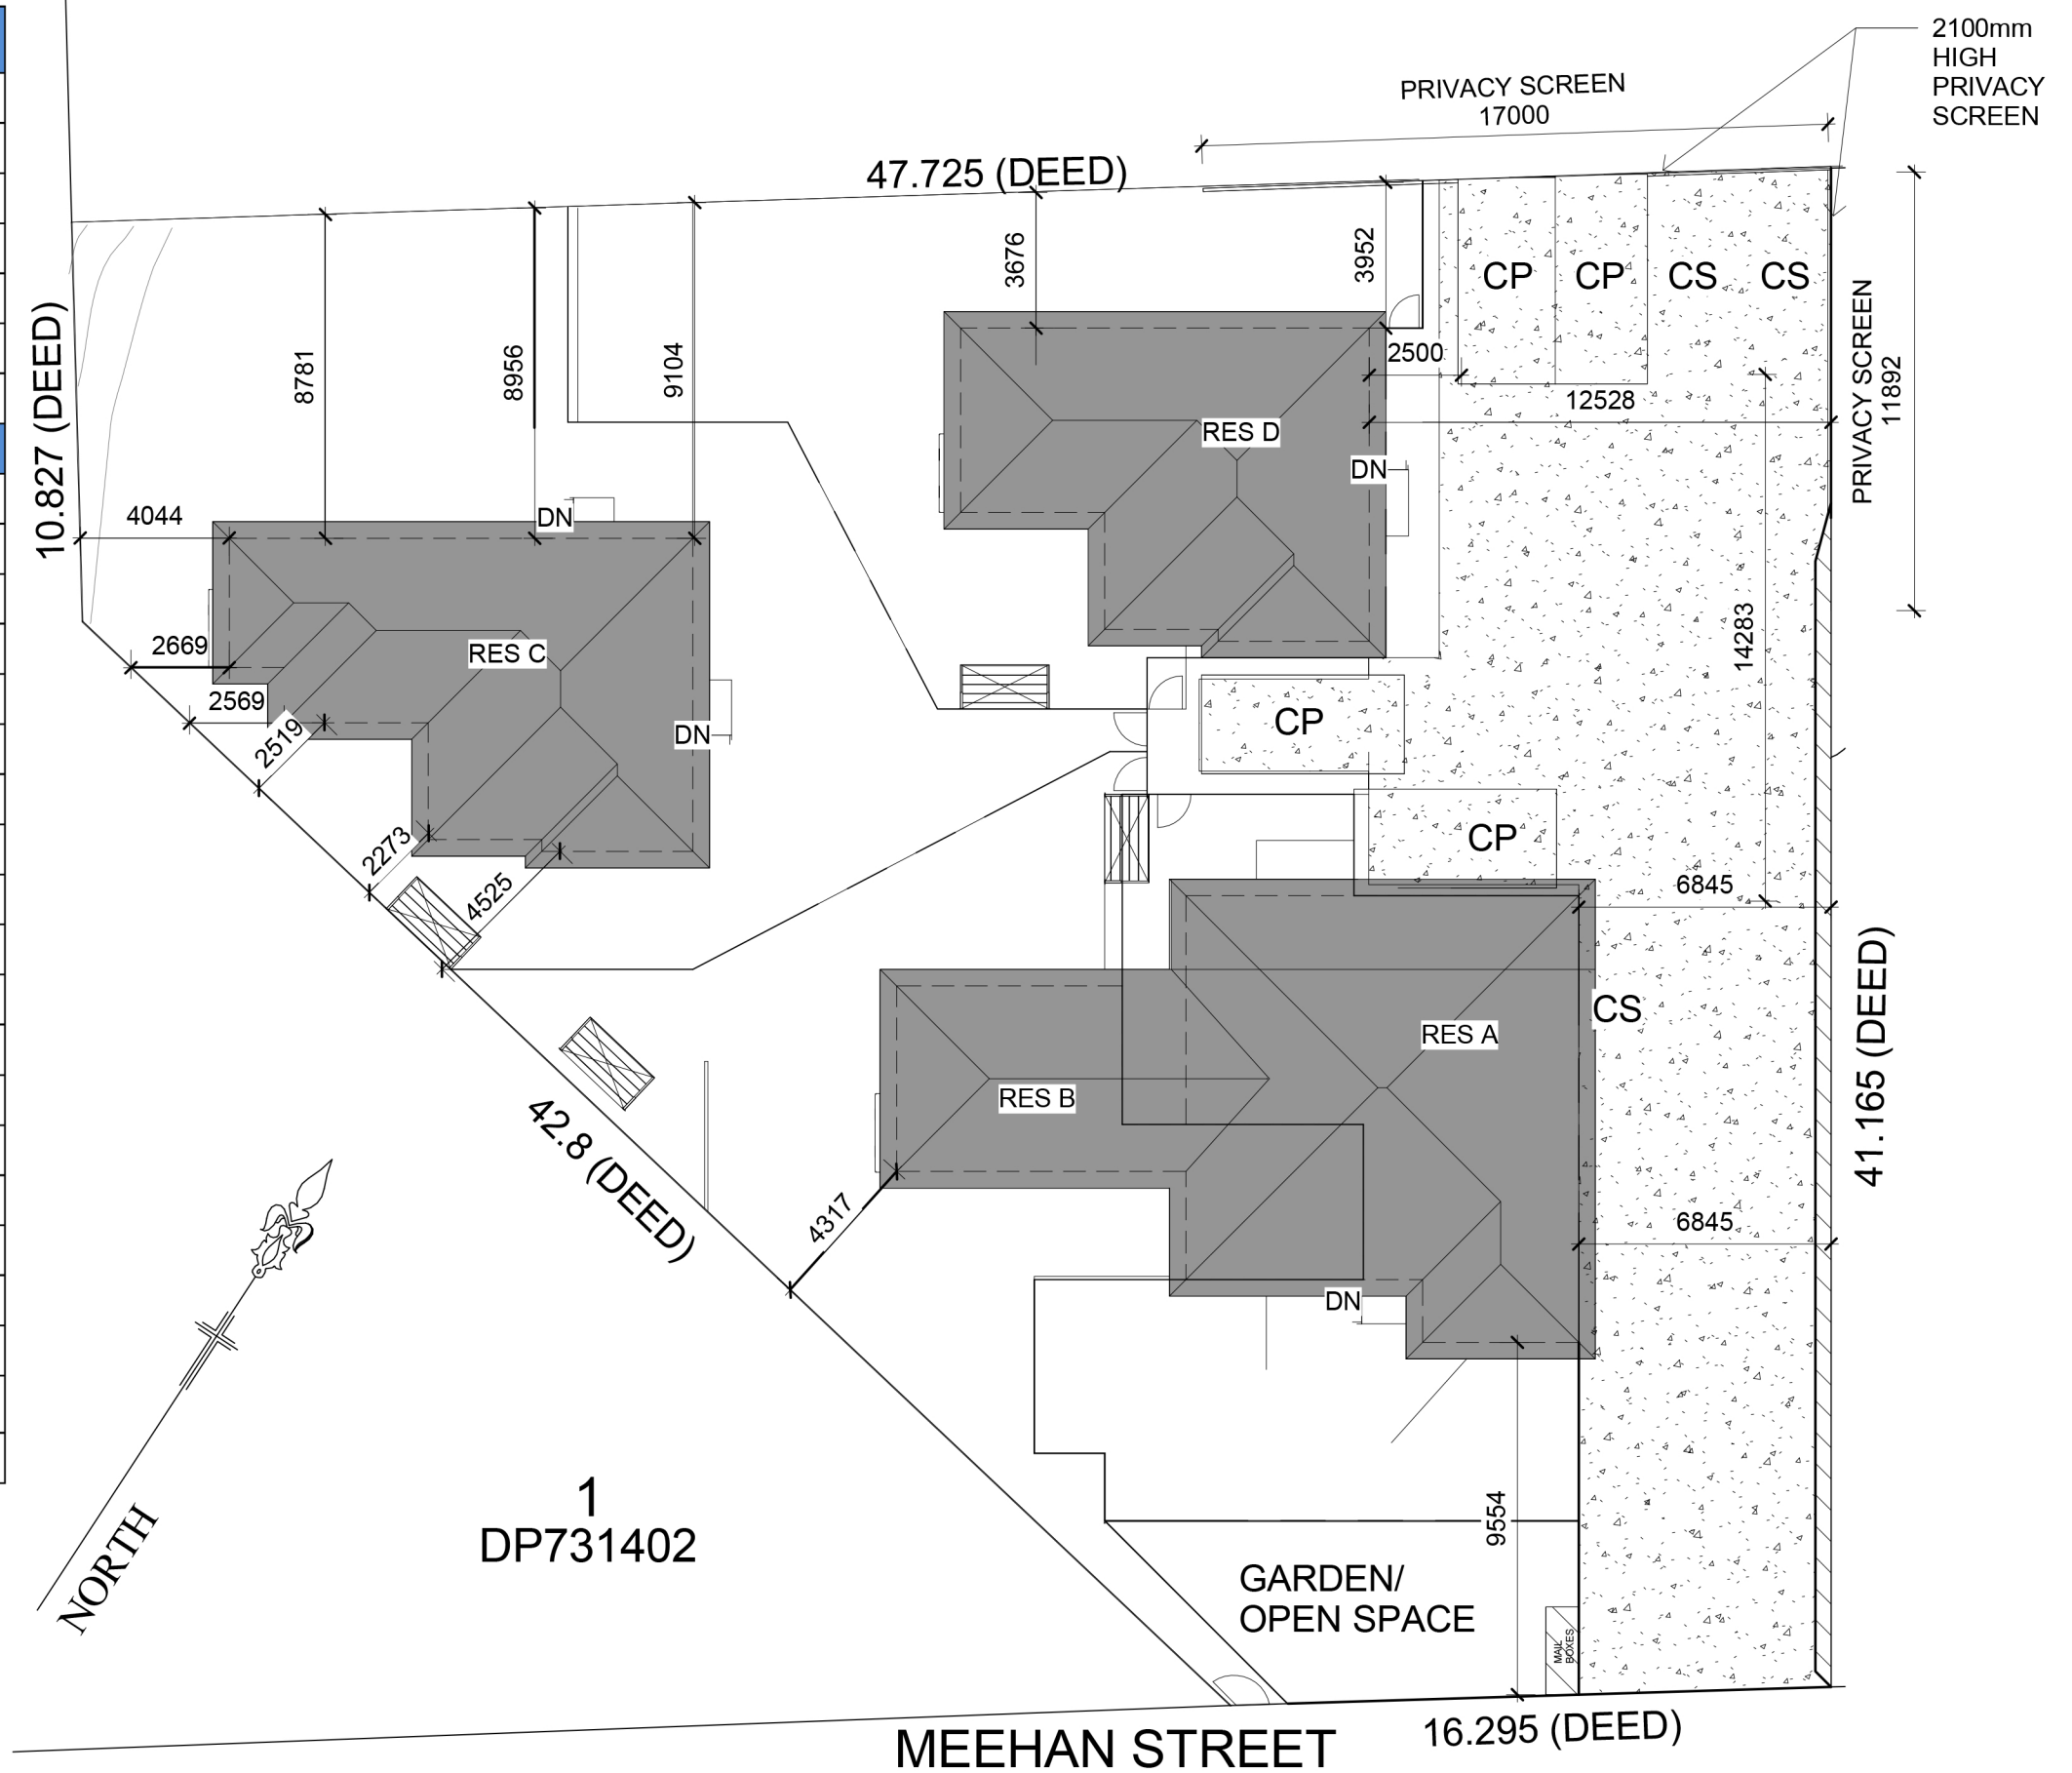 2100mm
HIGH
PRIVACY
SCREEN
PRIVACY SCREEN
17000
47.725 (DEED)
3676
3952
CP
CP
CS
CS
PRIVACY SCREEN
11892
10.827 (DEED)
8781
8956
9104
2500
12528
RES D
DN
4044
DN
14283
2669
RES C
2569
2519
DN
CP
2273
4525
CP
6845
CS
RES A
RES B
41.165 (DEED)
42.8 (DEED)
4317
6845
DN
NORTH
1
DP731402
9554
GARDEN/
OPEN SPACE
MAIL
BOXES
MEEHAN STREET
16.295 (DEED)